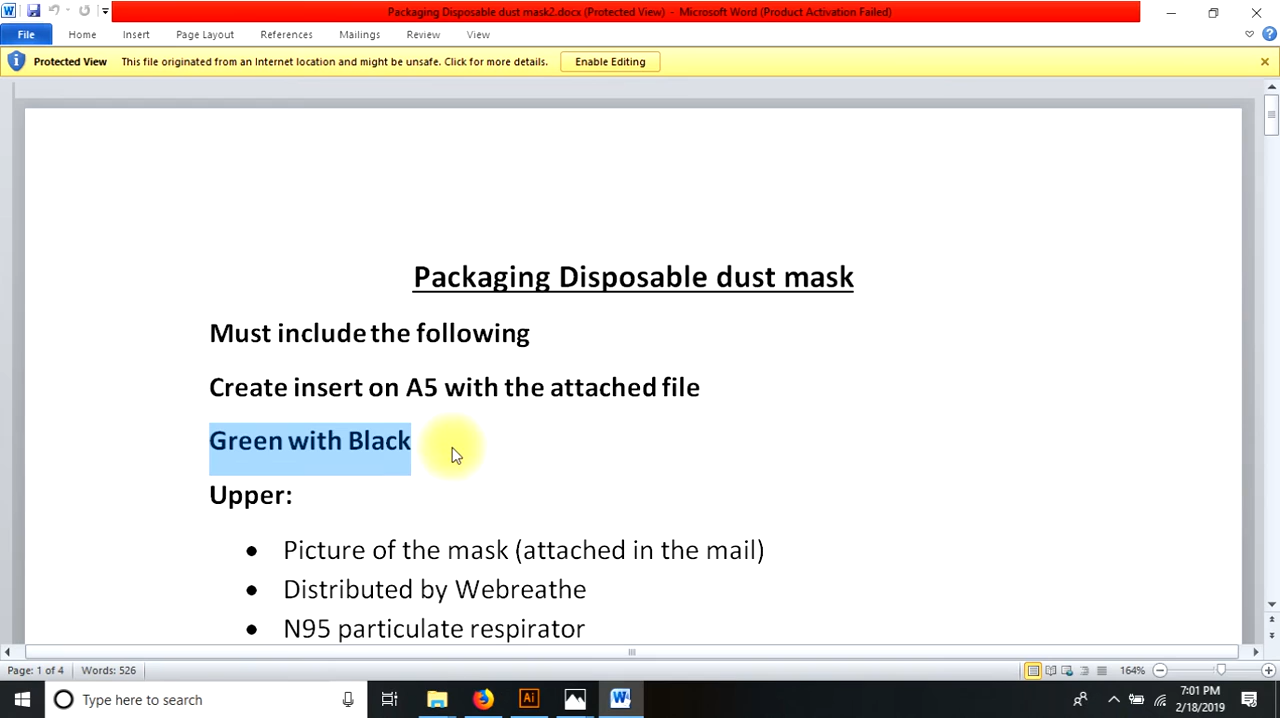 Packaging Disposable dust mask2.docx (Protected View) - Microsoft Word (Product Activation Failed)
File Home Insert Page Layout References Mailings Review View
Protected View This file originated from an Internet location and might be unsafe. Click for more details. Enable Editing
Packaging Disposable dust mask
Must include the following
Create insert on A5 with the attached file
Green with Black
Upper:
• Picture of the mask (attached in the mail)
• Distributed by Webreathe
• N95 particulate respirator
Page: 1 of 4 Words: 526 164%
Type here to search 7:01 PM
2/18/2019